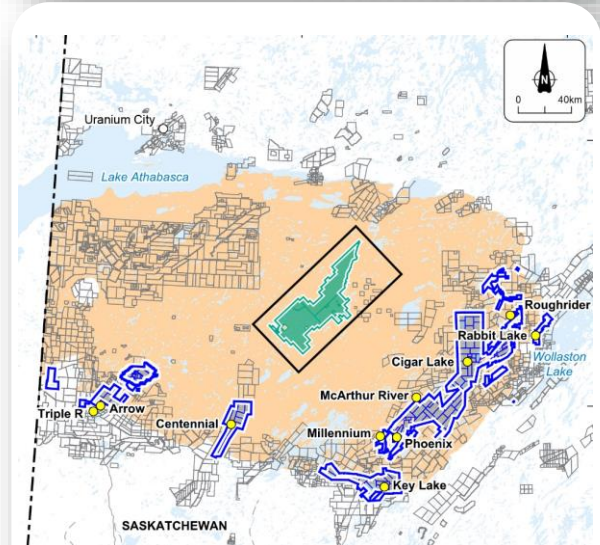 N
0 40km
Uranium City
Lake Athabasca
Roughrider
Rabbit Lake
Wollaston
Lake
Cigar Lake
McArthur River
Triple R
Arrow
Centennial
Millennium
Phoenix
Key Lake
SASKATCHEWAN